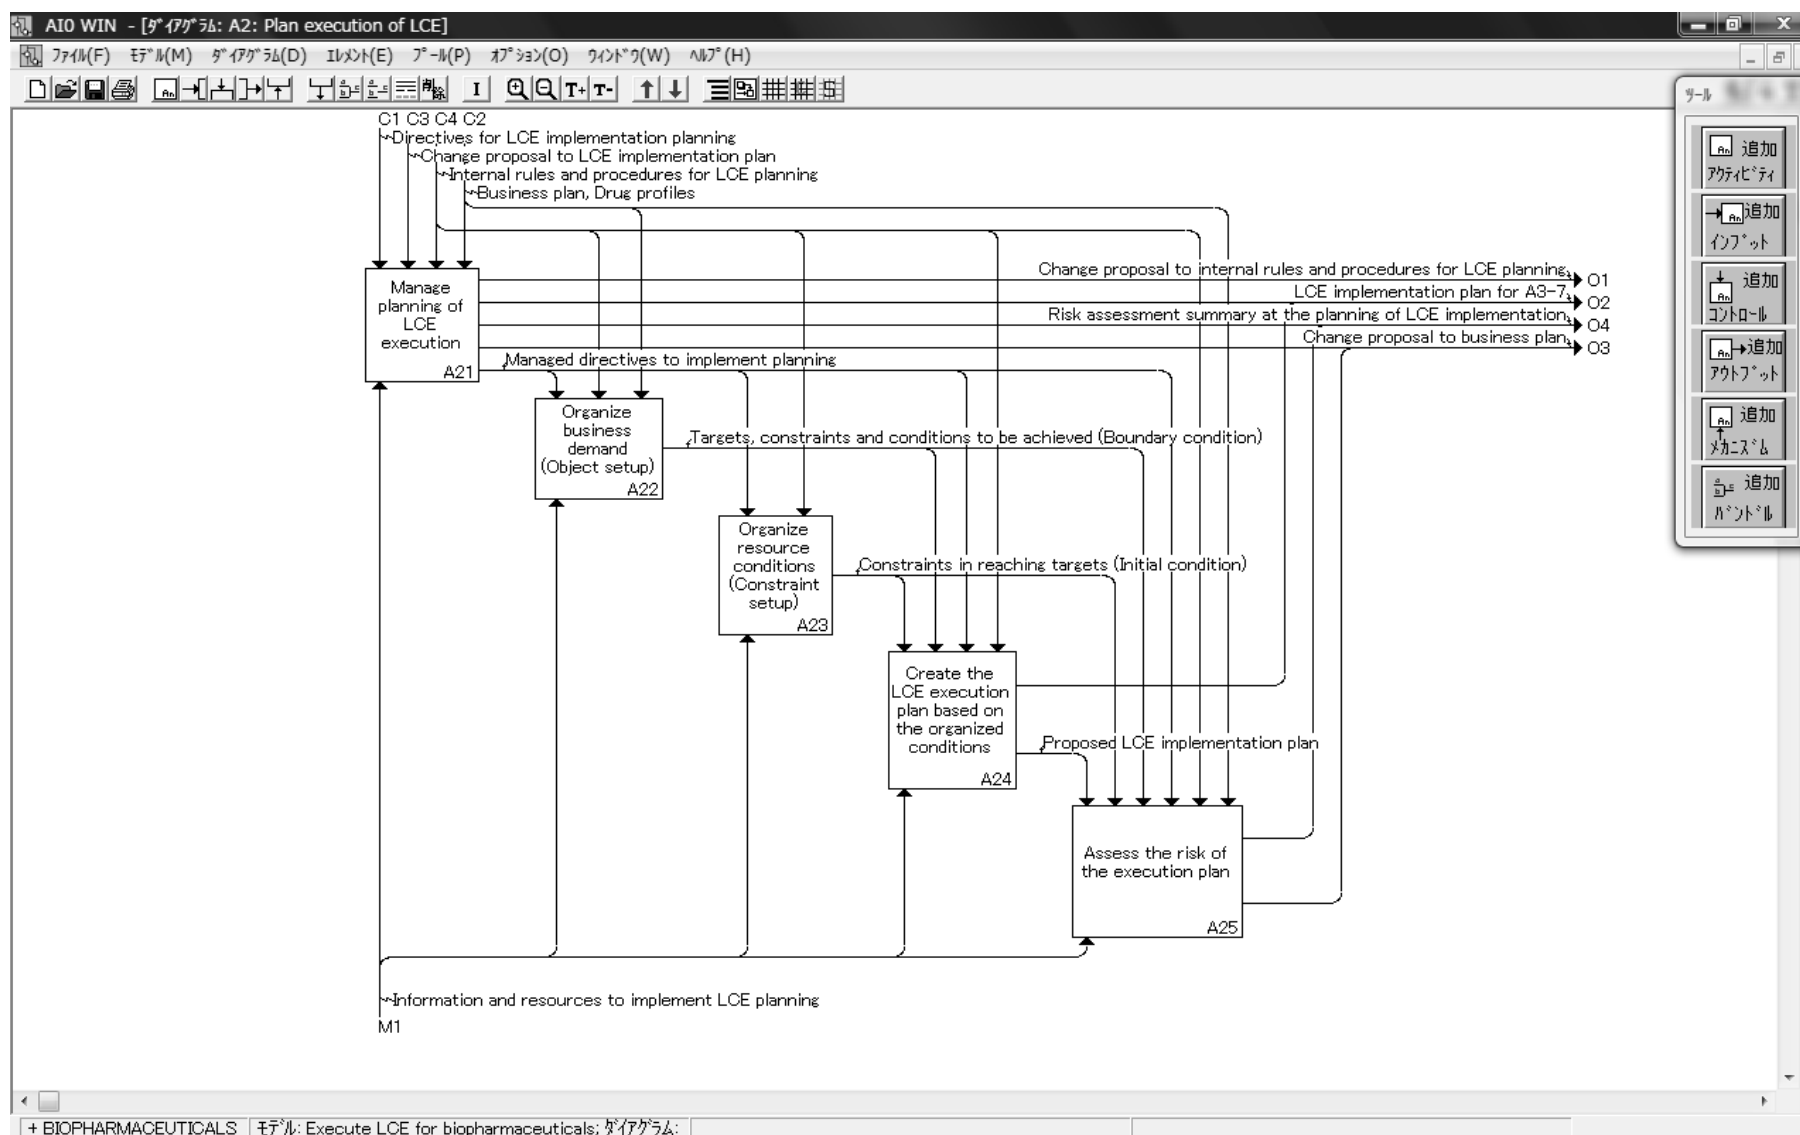 AI0 WIN - [ﾀﾞｲｱｸﾞﾗﾑ: A2: Plan execution of LCE]
ﾌｧｲﾙ(F) ﾓﾃﾞﾙ(M) ﾀﾞｲｱｸﾞﾗﾑ(D) ｴﾚﾒﾝﾄ(E) ﾌﾟｰﾙ(P) ｵﾌﾟｼｮﾝ(O) ｳｨﾝﾄﾞｳ(W) ﾍﾙﾌﾟ(H)
削除 I T+ T-
C1 C3 C4 C2
Directives for LCE implementation planning
Change proposal to LCE implementation plan
Internal rules and procedures for LCE planning
Business plan, Drug profiles
Change proposal to internal rules and procedures for LCE planning
O1
LCE implementation plan for A3-7
O2
Risk assessment summary at the planning of LCE implementation
O4
Change proposal to business plan
O3
Manage
planning of
LCE
execution
A21
Managed directives to implement planning
Organize
business
demand
(Object setup)
A22
Targets, constraints and conditions to be achieved (Boundary condition)
Organize
resource
conditions
(Constraint
setup)
A23
Constraints in reaching targets (Initial condition)
Create the
LCE execution
plan based on
the organized
conditions
A24
Proposed LCE implementation plan
Assess the risk of
the execution plan
A25
Information and resources to implement LCE planning
M1
ﾂｰﾙ
An 追加
ｱｸﾃｨﾋﾞﾃｨ
An 追加
ｲﾝﾌﾟｯﾄ
An 追加
ｺﾝﾄﾛｰﾙ
An 追加
ｱｳﾄﾌﾟｯﾄ
An 追加
ﾒｶﾆｽﾞﾑ
追加
ﾊﾞﾝﾄﾞﾙ
+ BIOPHARMACEUTICALS ﾓﾃﾞﾙ: Execute LCE for biopharmaceuticals; ﾀﾞｲｱｸﾞﾗﾑ: